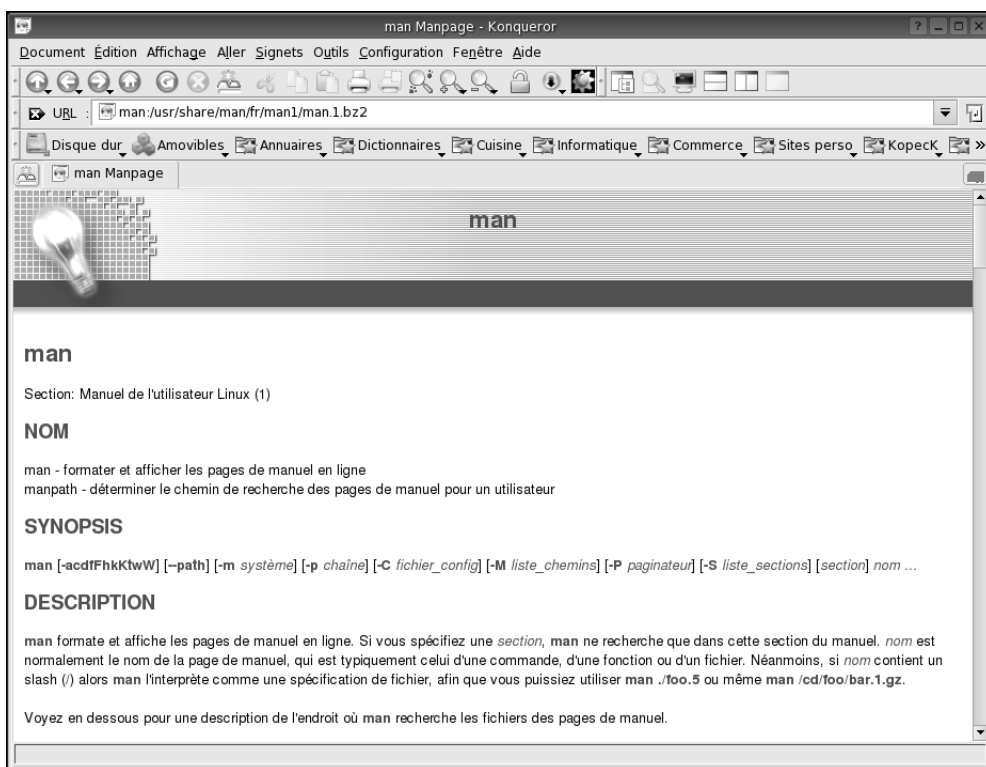 man Manpage - Konqueror
Document Édition Affichage Aller Signets Outils Configuration Fenêtre Aide
URL : man:/usr/share/man/fr/man1/man.1.bz2
Disque dur Amovibles Annuaires Dictionnaires Cuisine Informatique Commerce Sites perso KopecK »
man Manpage
man
man
Section: Manuel de l'utilisateur Linux (1)
NOM
man - formater et afficher les pages de manuel en ligne
manpath - déterminer le chemin de recherche des pages de manuel pour un utilisateur
SYNOPSIS
man [-acdfFhkKtwW] [--path] [-m système] [-p chaîne] [-C fichier_config] [-M liste_chemins] [-P paginateur] [-S liste_sections] [section] nom ...
DESCRIPTION
man formate et affiche les pages de manuel en ligne. Si vous spécifiez une section, man ne recherche que dans cette section du manuel. nom est
normalement le nom de la page de manuel, qui est typiquement celui d'une commande, d'une fonction ou d'un fichier. Néanmoins, si nom contient un
slash (/) alors man l'interprète comme une spécification de fichier, afin que vous puissiez utiliser man ./foo.5 ou même man /cd/foo/bar.1.gz.
Voyez en dessous pour une description de l'endroit où man recherche les fichiers des pages de manuel.